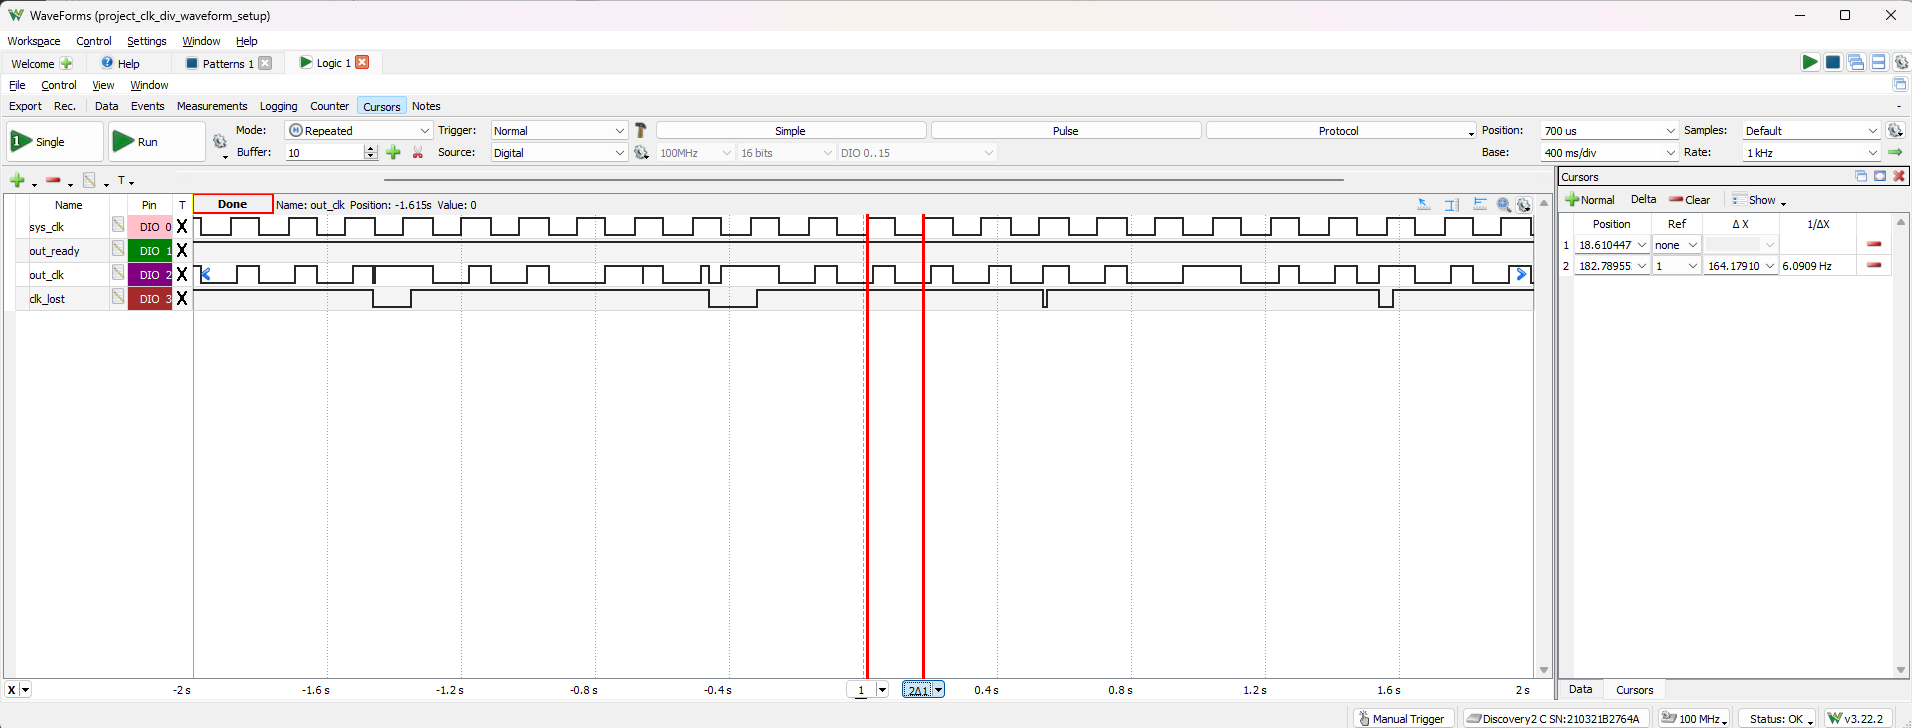 WaveForms (project_clk_div_waveform_setup)
Workspace Control Settings Window Help
Welcome Help Patterns 1 Logic 1
File Control View Window
Export Rec. Data Events Measurements Logging Counter Cursors Notes
Single Run Mode: Repeated Trigger: Normal Simple Pulse Protocol Position: 700 us Samples: Default
Buffer: 10 Source: Digital 100MHz 16 bits DIO 0..15 Base: 400 ms/div Rate: 1 kHz
T
Name Pin T Done Name: out_clk Position: -1.615s Value: 0
sys_clk DIO 0 X
out_ready DIO 1 X
out_clk DIO 2 X
clk_lost DIO 3 X
X -2 s -1.6 s -1.2 s -0.8 s -0.4 s 1 2Δ1 0.4 s 0.8 s 1.2 s 1.6 s 2 s
Cursors
Normal Delta Clear Show
Position Ref Δ X 1/ΔX
1 18.610447 none
2 182.78955 1 164.17910 6.0909 Hz
Data Cursors
Manual Trigger Discovery2 C SN:210321B2764A 100 MHz Status: OK v3.22.2